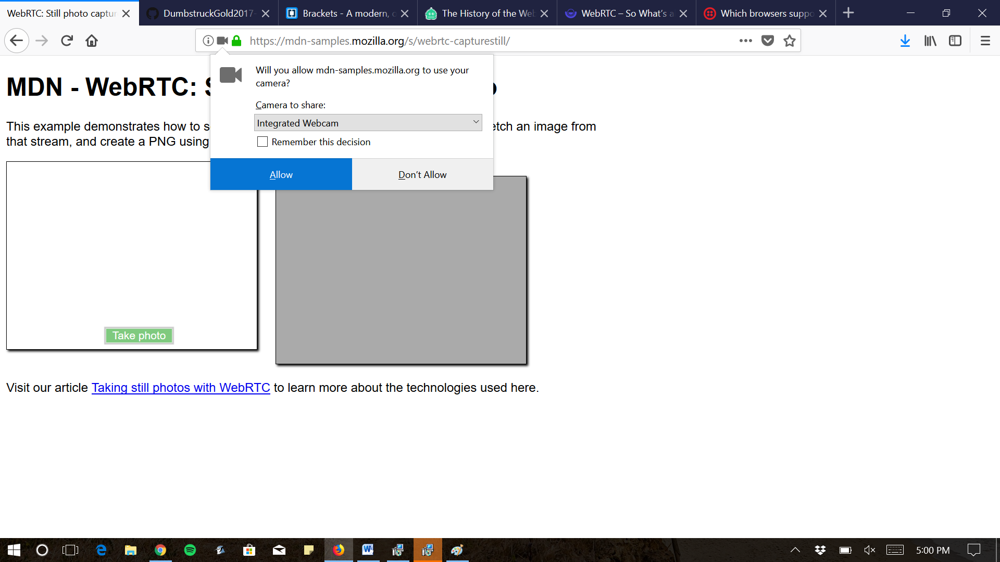 WebRTC: Still photo captur
DumbstruckGold2017-
Brackets - A modern, o
The History of the Web
WebRTC – So What's a
Which browsers suppo
https://mdn-samples.mozilla.org/s/webrtc-capturestill/
Will you allow mdn-samples.mozilla.org to use your
camera?
Camera to share:
Integrated Webcam
Remember this decision
Allow
Don't Allow
MDN - WebRTC:
This example demonstrates how to s
etch an image from
that stream, and create a PNG using
Take photo
Visit our article Taking still photos with WebRTC to learn more about the technologies used here.
5:00 PM